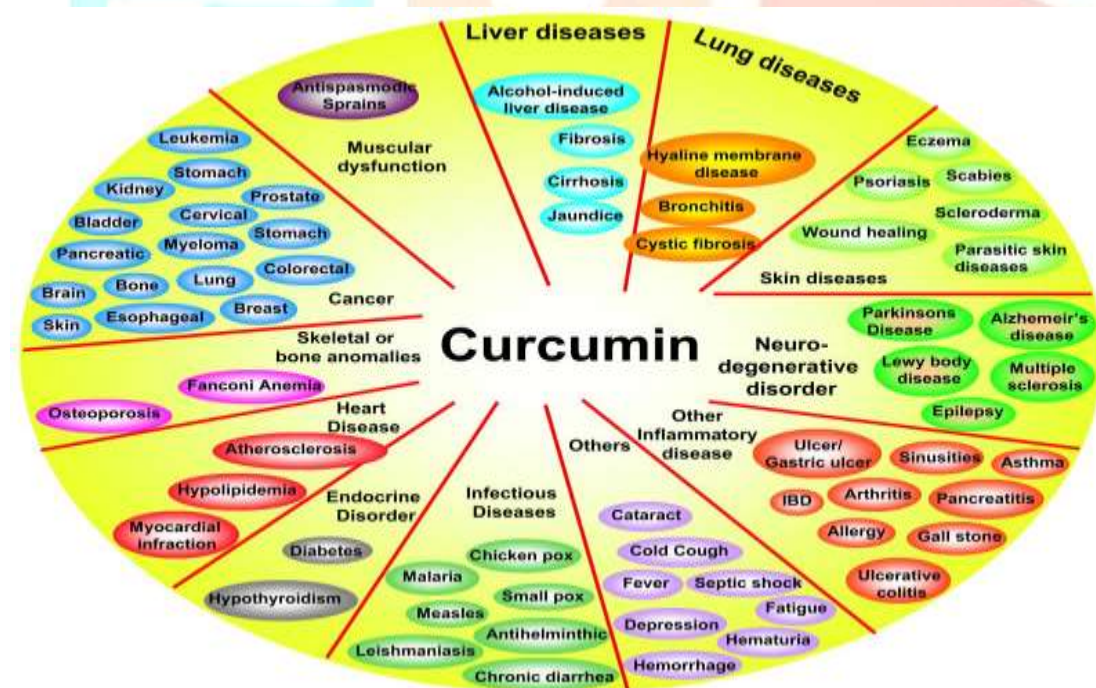 Liver diseases
Alcohol-induced
liver disease
Fibrosis
Cirrhosis
Jaundice
Lung diseases
Hyaline membrane
disease
Bronchitis
Cystic fibrosis
Eczema
Psoriasis
Scabies
Scleroderma
Wound healing
Parasitic skin
diseases
Skin diseases
Parkinsons
Disease
Alzhemeir's
disease
Neuro-
degenerative
disorder
Lewy body
disease
Multiple
sclerosis
Epilepsy
Other
Inflammatory
disease
Ulcer/
Gastric ulcer
Sinusities
Asthma
IBD
Arthritis
Pancreatitis
Allergy
Gall stone
Ulcerative
colitis
Others
Cataract
Cold Cough
Fever
Septic shock
Fatigue
Depression
Hematuria
Hemorrhage
Infectious
Diseases
Chicken pox
Malaria
Small pox
Measles
Antihelminthic
Leishmaniasis
Chronic diarrhea
Endocrine
Disorder
Diabetes
Hypothyroidism
Heart
Disease
Atherosclerosis
Hypolipidemia
Myocardial
infraction
Skeletal or
bone anomalies
Fanconi Anemia
Osteoporosis
Leukemia
Stomach
Kidney
Prostate
Cervical
Bladder
Stomach
Myeloma
Pancreatic
Colorectal
Lung
Bone
Brain
Breast
Esophageal
Skin
Cancer
Antispasmodic
Sprains
Muscular
dysfunction
Curcumin